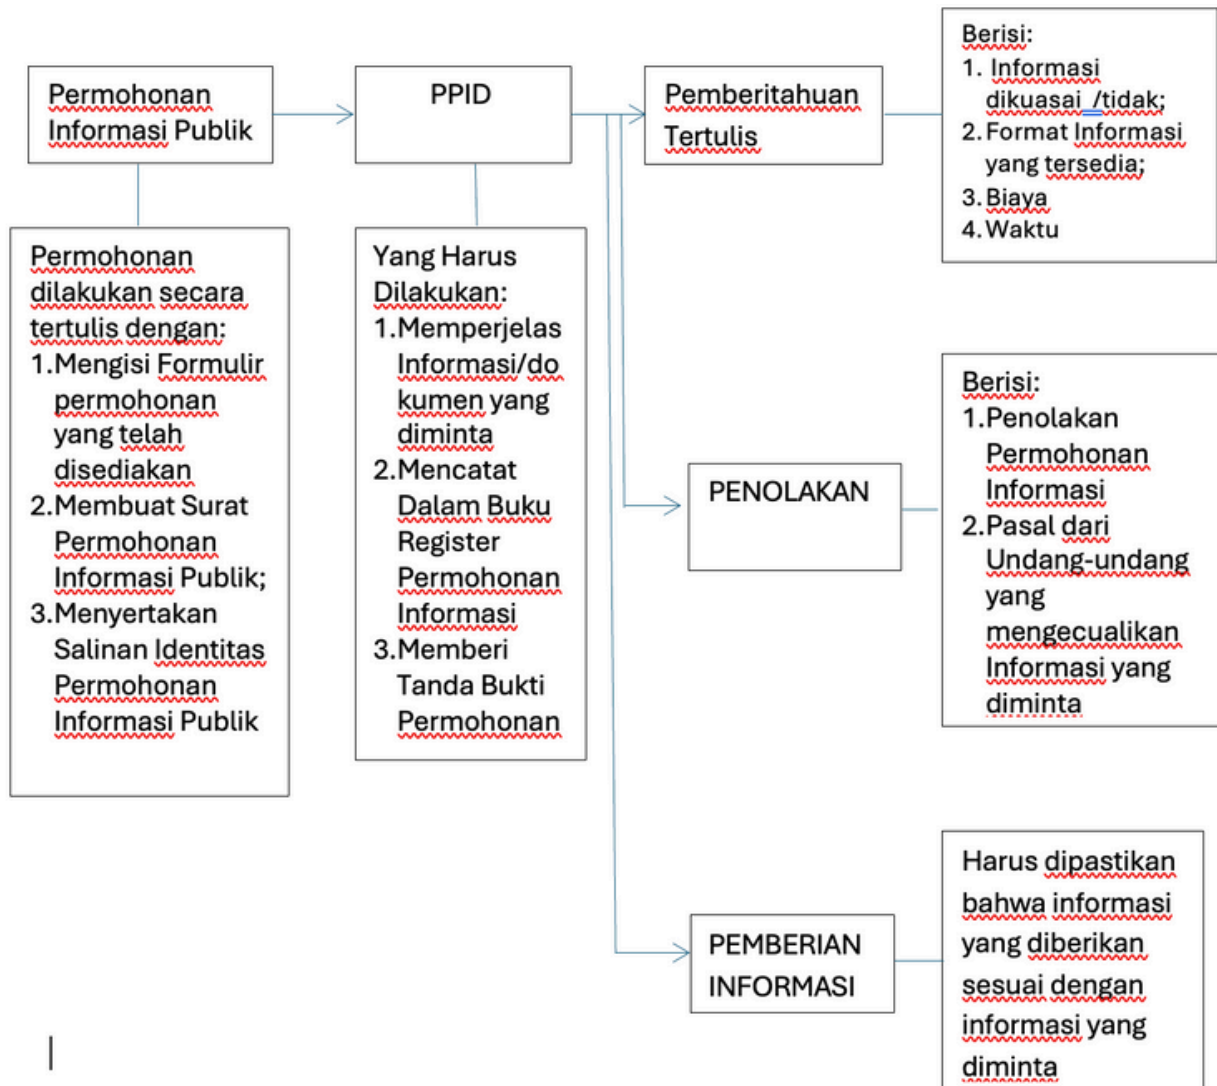 Permohonan
Informasi Publik
PPID
Pemberitahuan
Tertulis
Berisi:
1. Informasi
dikuasai /tidak;
2. Format Informasi
yang tersedia;
3. Biaya
4. Waktu
Permohonan
dilakukan secara
tertulis dengan:
1.Mengisi Formulir
permohonan
yang telah
disediakan
2.Membuat Surat
Permohonan
Informasi Publik;
3.Menyertakan
Salinan Identitas
Permohonan
Informasi Publik
Yang Harus
Dilakukan:
1.Memperjelas
Informasi/do
kumen yang
diminta
2.Mencatat
Dalam Buku
Register
Permohonan
Informasi
3.Memberi
Tanda Bukti
Permohonan
PENOLAKAN
Berisi:
1.Penolakan
Permohonan
Informasi
2.Pasal dari
Undang-undang
yang
mengecualikan
Informasi yang
diminta
PEMBERIAN
INFORMASI
Harus dipastikan
bahwa informasi
yang diberikan
sesuai dengan
informasi yang
diminta